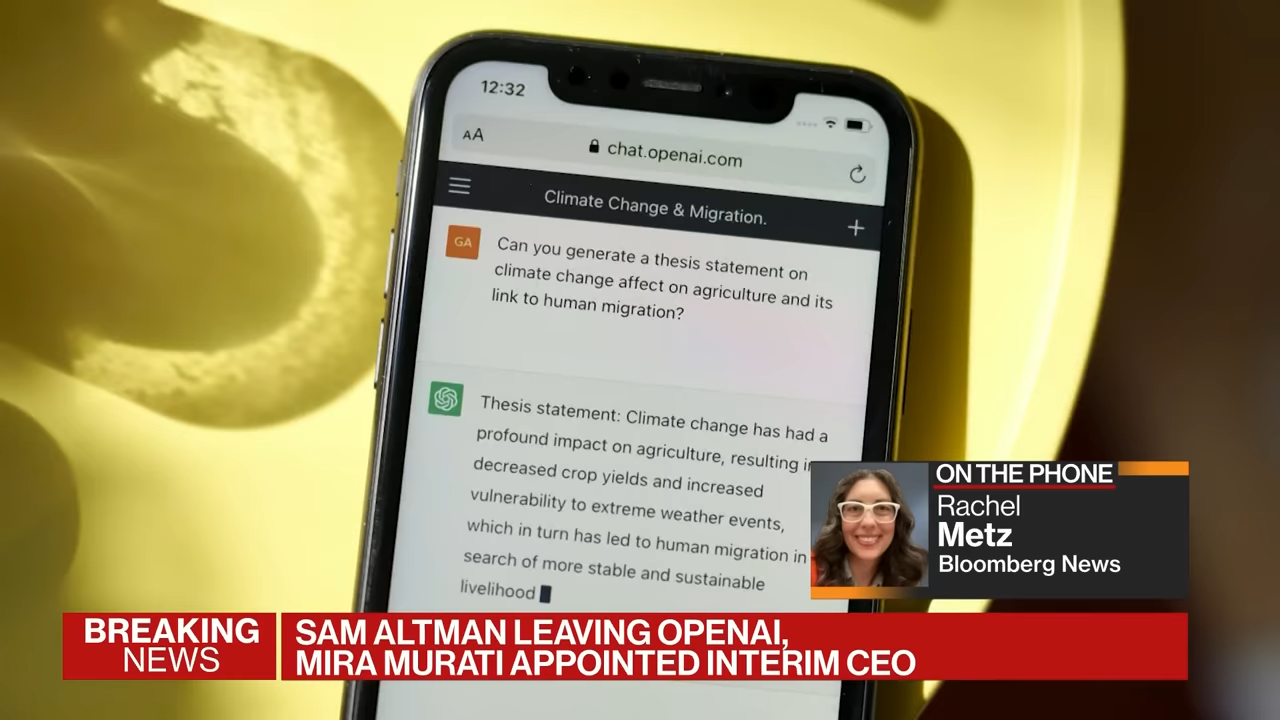 12:32
AA
chat.openai.com
Climate Change & Migration.
GA
Can you generate a thesis statement on
climate change affect on agriculture and its
link to human migration?
Thesis statement: Climate change has had a
profound impact on agriculture, resulting
decreased crop yields and increased
vulnerability to extreme weather events,
which in turn has led to human migration in
search of more stable and sustainable
livelihood
ON THE PHONE
Rachel
Metz
Bloomberg News
BREAKING
NEWS
SAM ALTMAN LEAVING OPENAI,
MIRA MURATI APPOINTED INTERIM CEO